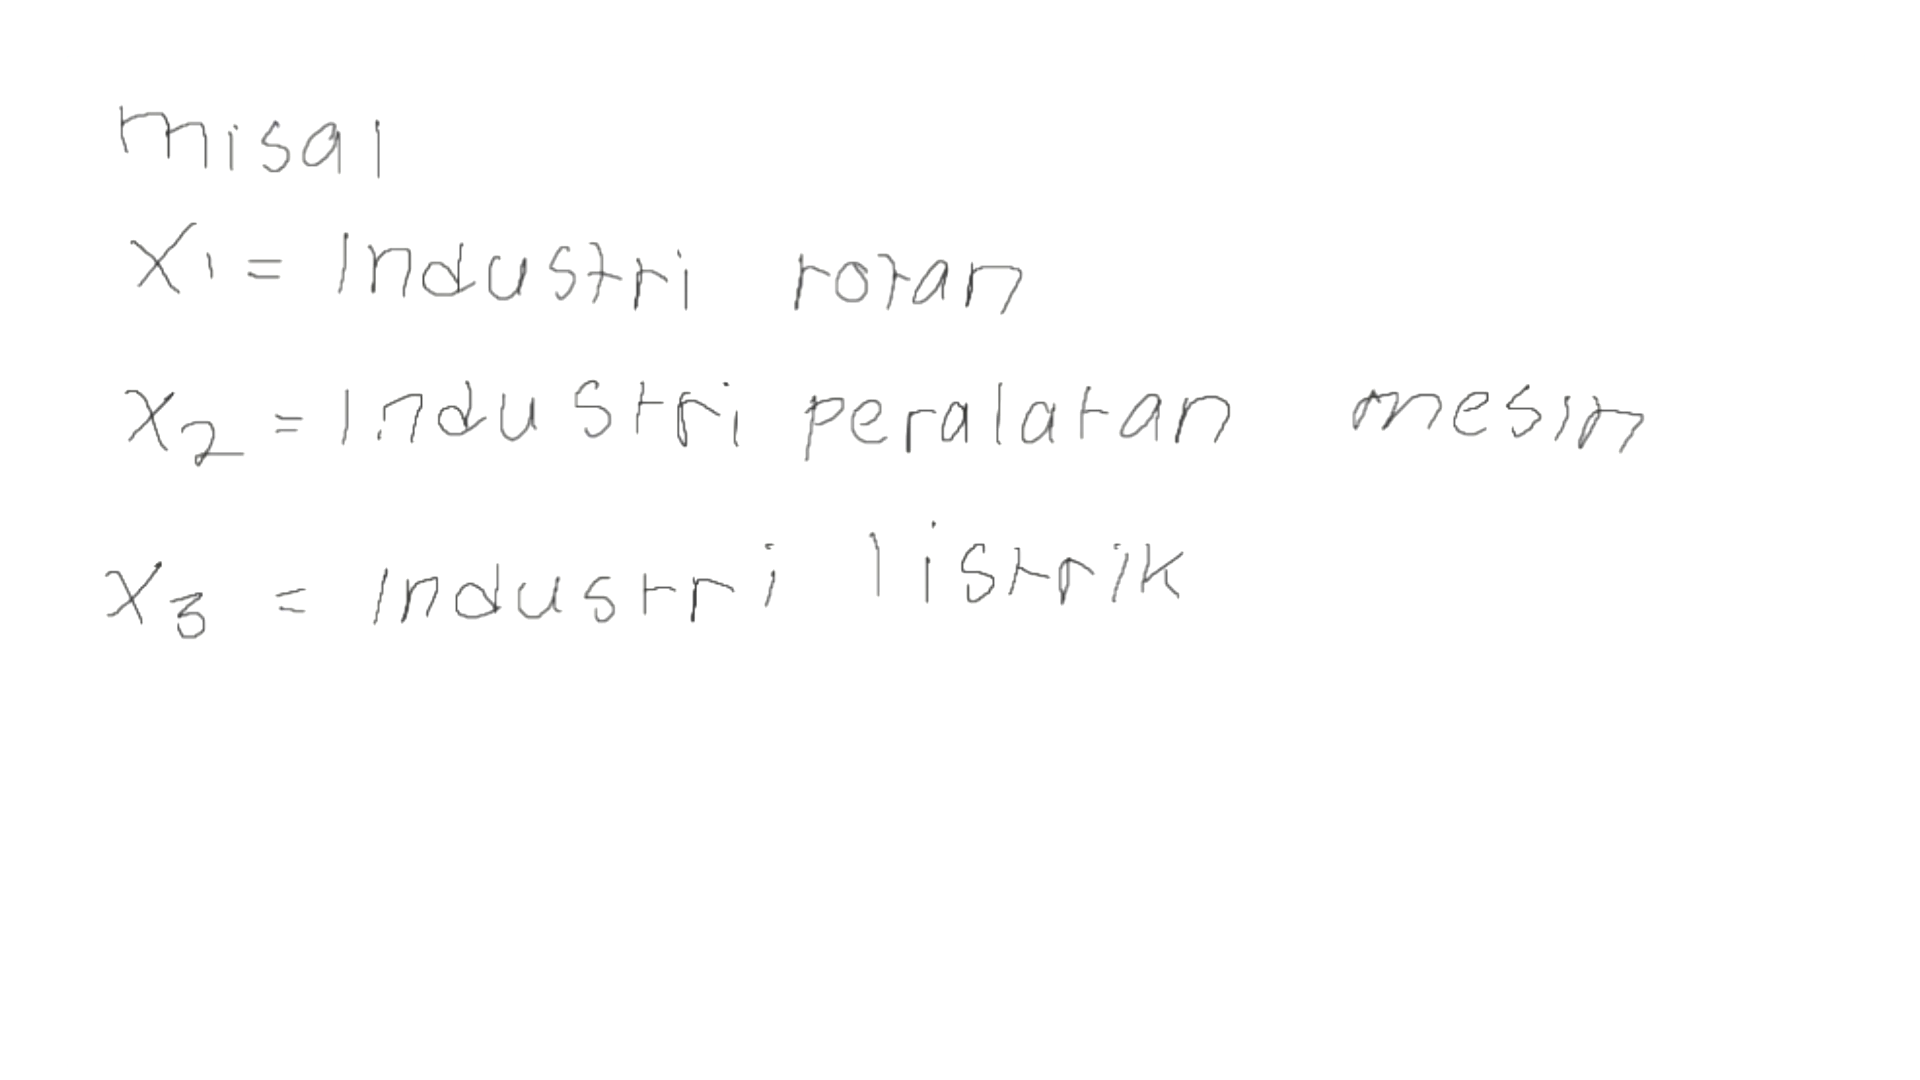 misal
X1 = Industri rotan
X2 = Industri peralatan mesin
X3 = Industri listrik